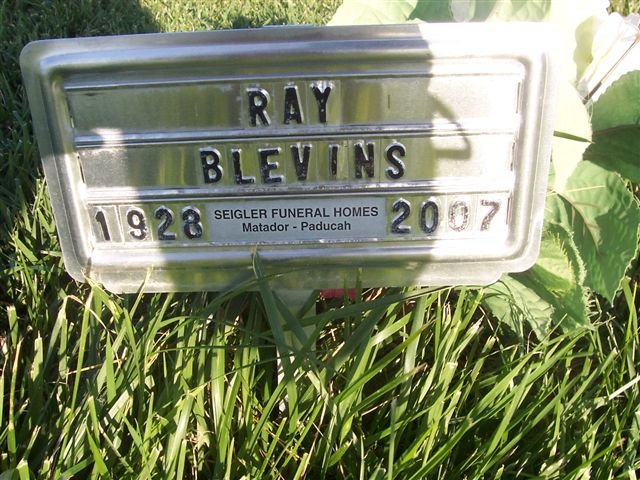 RAY
BLEVINS
1928 SEIGLER FUNERAL HOMES 2007
Matador - Paducah